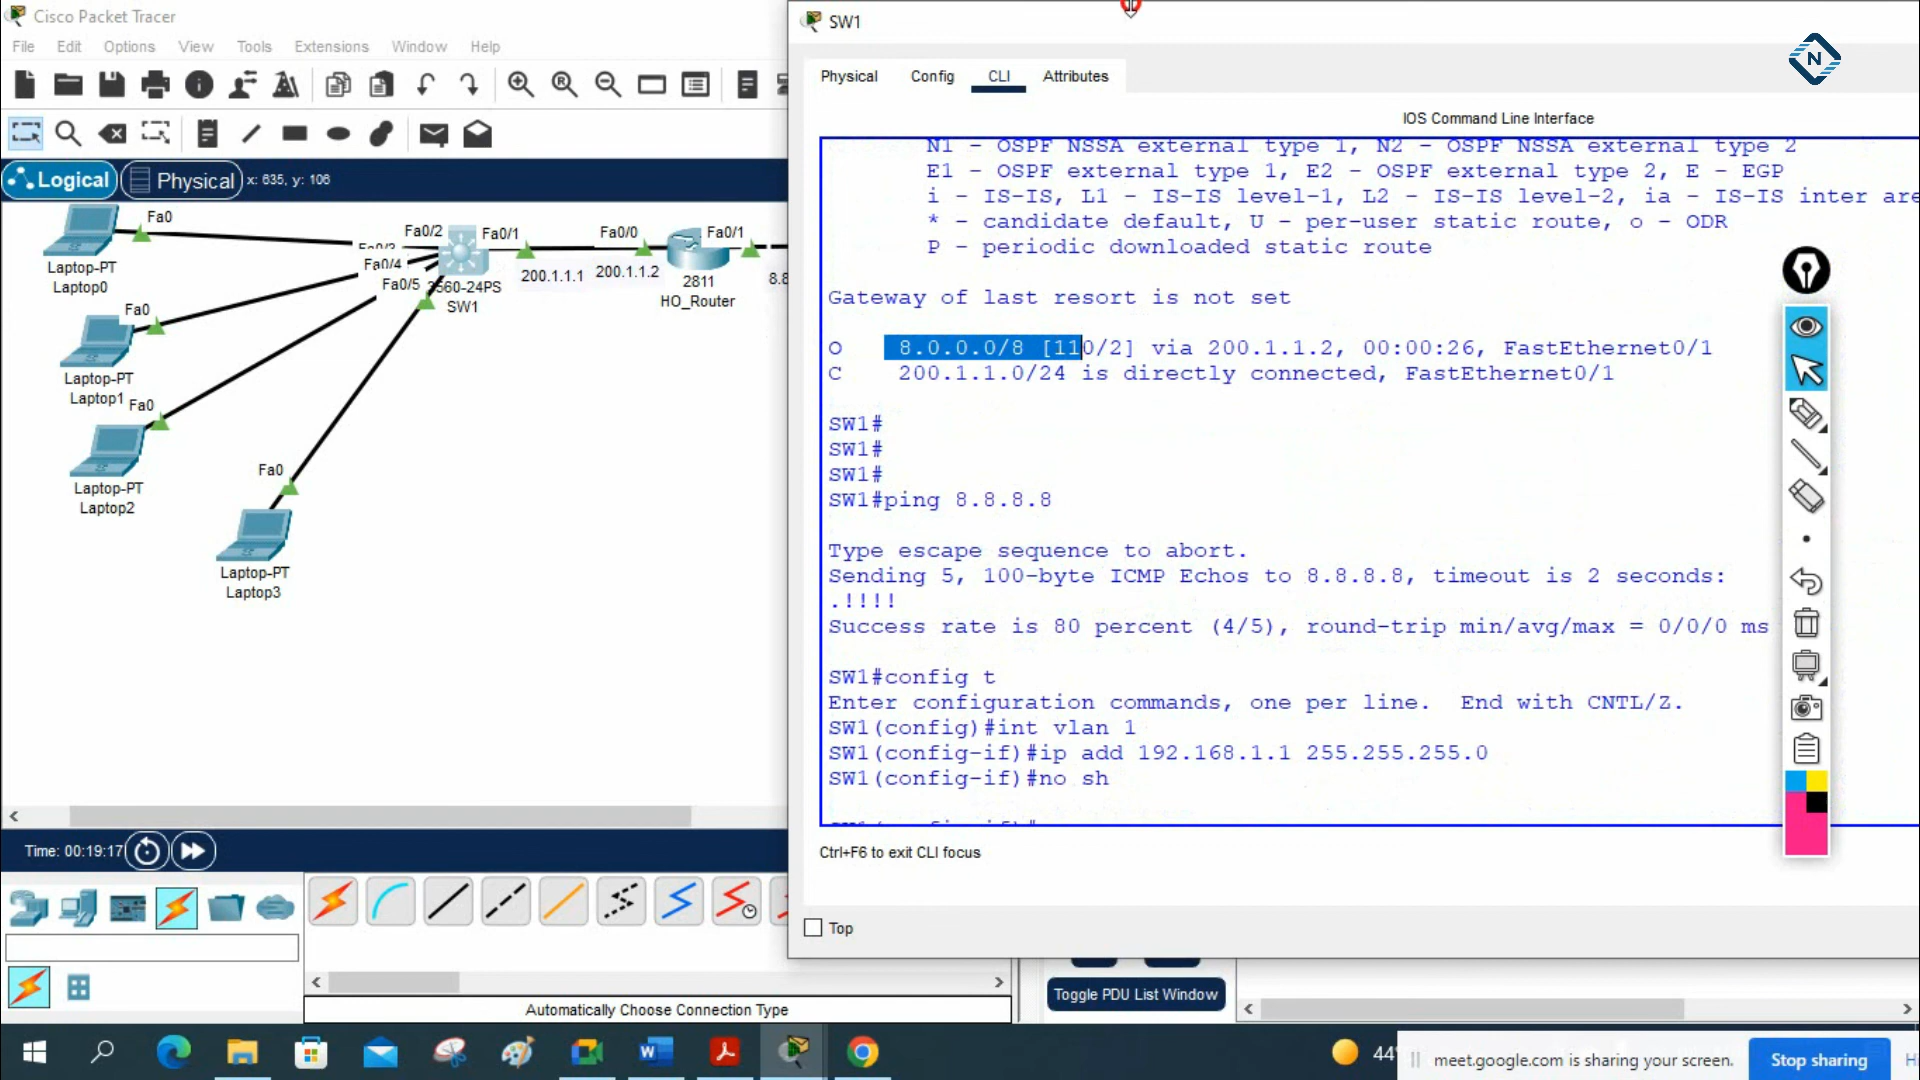 Cisco Packet Tracer
File Edit Options View Tools Extensions Window Help
Logical Physical x: 635, y: 106
Fa0
Laptop-PT
Laptop0
Fa0
Laptop-PT
Laptop1
Fa0
Laptop-PT
Laptop2
Fa0
Laptop-PT
Laptop3
Fa0/2
Fa0/3
Fa0/4
Fa0/5
3560-24PS
SW1
Fa0/1
200.1.1.1
Fa0/0
200.1.1.2
2811
HO_Router
Fa0/1
8.8
Time: 00:19:17
Automatically Choose Connection Type
SW1
N
Physical Config CLI Attributes
IOS Command Line Interface
N1 - OSPF NSSA external type 1, N2 - OSPF NSSA external type 2
E1 - OSPF external type 1, E2 - OSPF external type 2, E - EGP
i - IS-IS, L1 - IS-IS level-1, L2 - IS-IS level-2, ia - IS-IS inter are
* - candidate default, U - per-user static route, o - ODR
P - periodic downloaded static route
Gateway of last resort is not set
O 8.0.0.0/8 [110/2] via 200.1.1.2, 00:00:26, FastEthernet0/1
C 200.1.1.0/24 is directly connected, FastEthernet0/1
SW1#
SW1#
SW1#
SW1#ping 8.8.8.8
Type escape sequence to abort.
Sending 5, 100-byte ICMP Echos to 8.8.8.8, timeout is 2 seconds:
.!!!!
Success rate is 80 percent (4/5), round-trip min/avg/max = 0/0/0 ms
SW1#config t
Enter configuration commands, one per line. End with CNTL/Z.
SW1(config)#int vlan 1
SW1(config-if)#ip add 192.168.1.1 255.255.255.0
SW1(config-if)#no sh
Ctrl+F6 to exit CLI focus
Top
Toggle PDU List Window
44°
meet.google.com is sharing your screen. Stop sharing